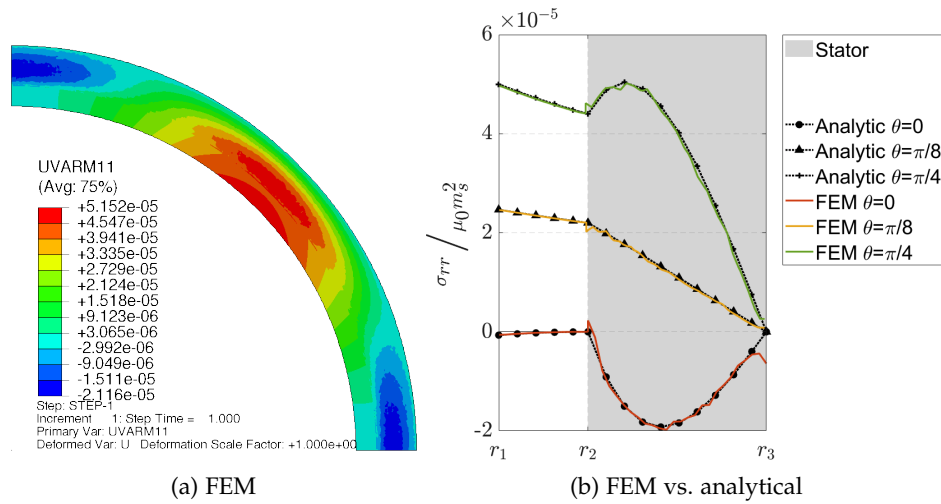 UVARM11
(Avg: 75%)
+5.152e-05
+4.547e-05
+3.941e-05
+3.335e-05
+2.729e-05
+2.124e-05
+1.518e-05
+9.123e-06
+3.065e-06
-2.992e-06
-9.049e-06
-1.511e-05
-2.116e-05
Step: STEP-1
Increment 1: Step Time = 1.000
Primary Var: UVARM11
Deformed Var: U Deformation Scale Factor: +1.000e+00
(a) FEM
×10⁻⁵
6
4
2
0
-2
σ_rr / μ₀m_s²
r₁ r₂ r₃
Stator
Analytic θ=0
Analytic θ=π/8
Analytic θ=π/4
FEM θ=0
FEM θ=π/8
FEM θ=π/4
(b) FEM vs. analytical